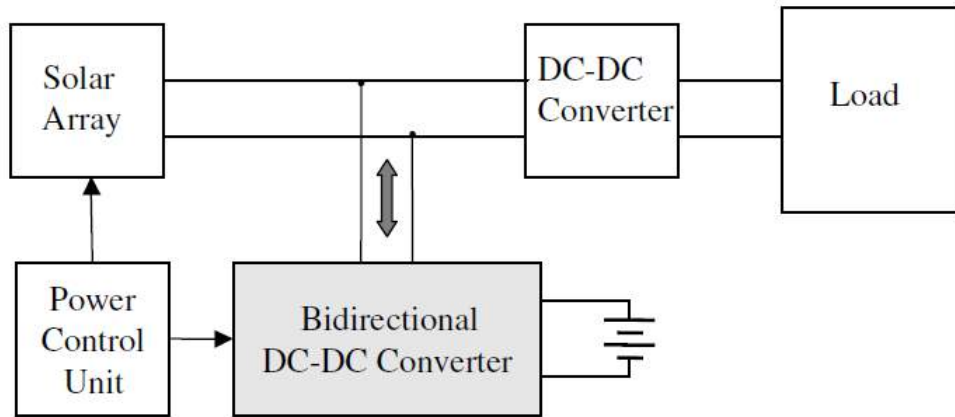 Solar
Array
DC-DC
Converter
Load
Power
Control
Unit
Bidirectional
DC-DC Converter